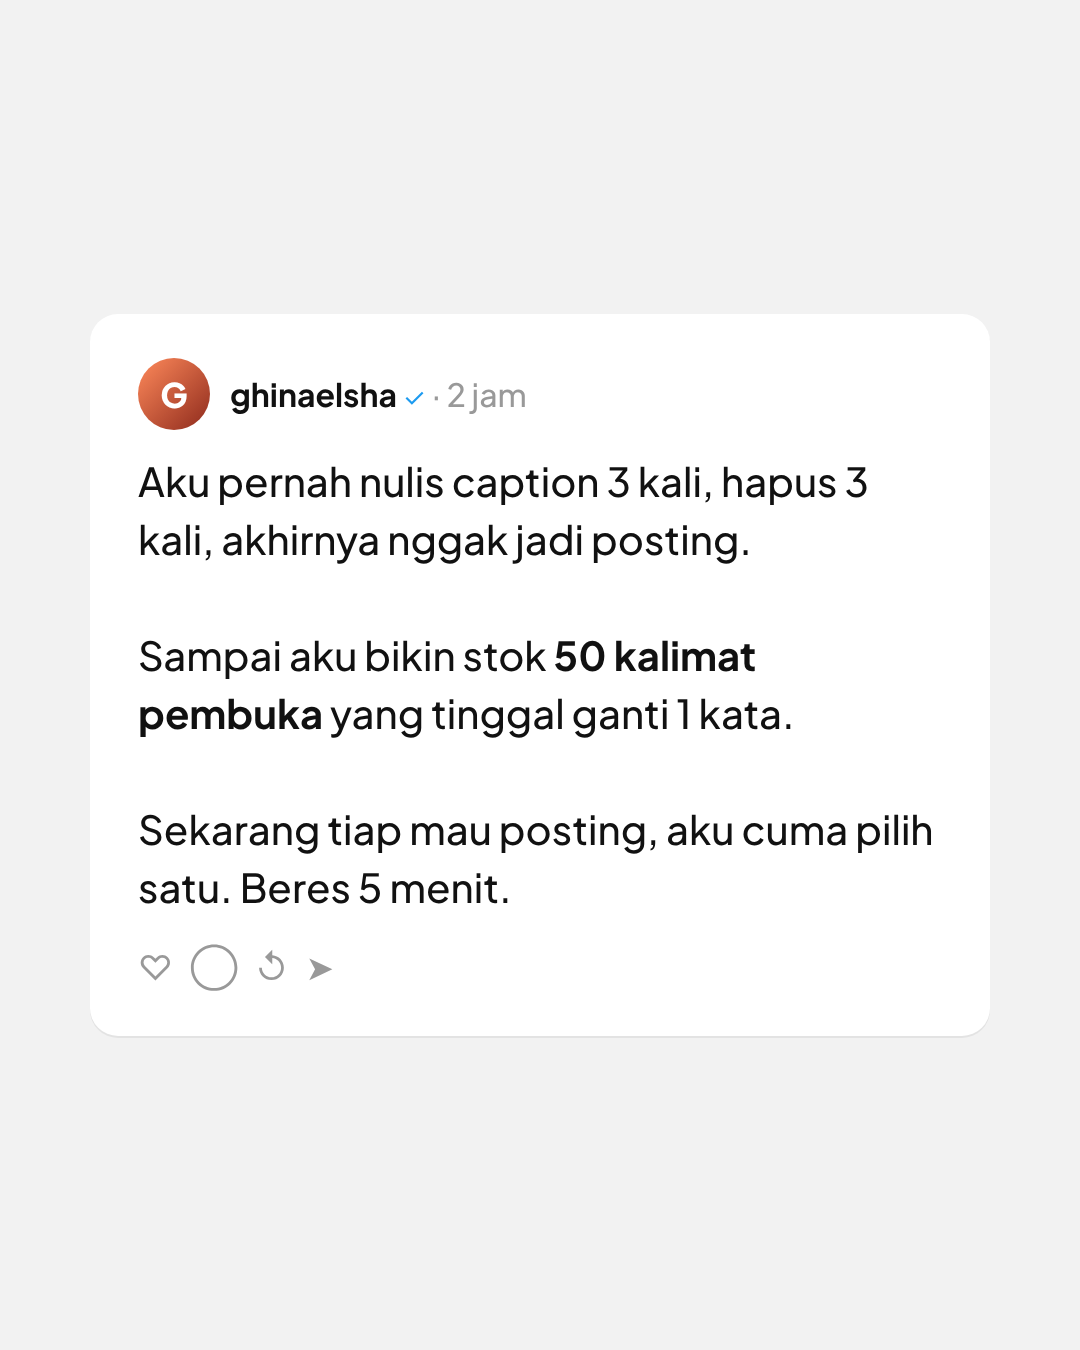 G
ghinaelsha ✓ · 2 jam
Aku pernah nulis caption 3 kali, hapus 3
kali, akhirnya nggak jadi posting.
Sampai aku bikin stok 50 kalimat
pembuka yang tinggal ganti 1 kata.
Sekarang tiap mau posting, aku cuma pilih
satu. Beres 5 menit.